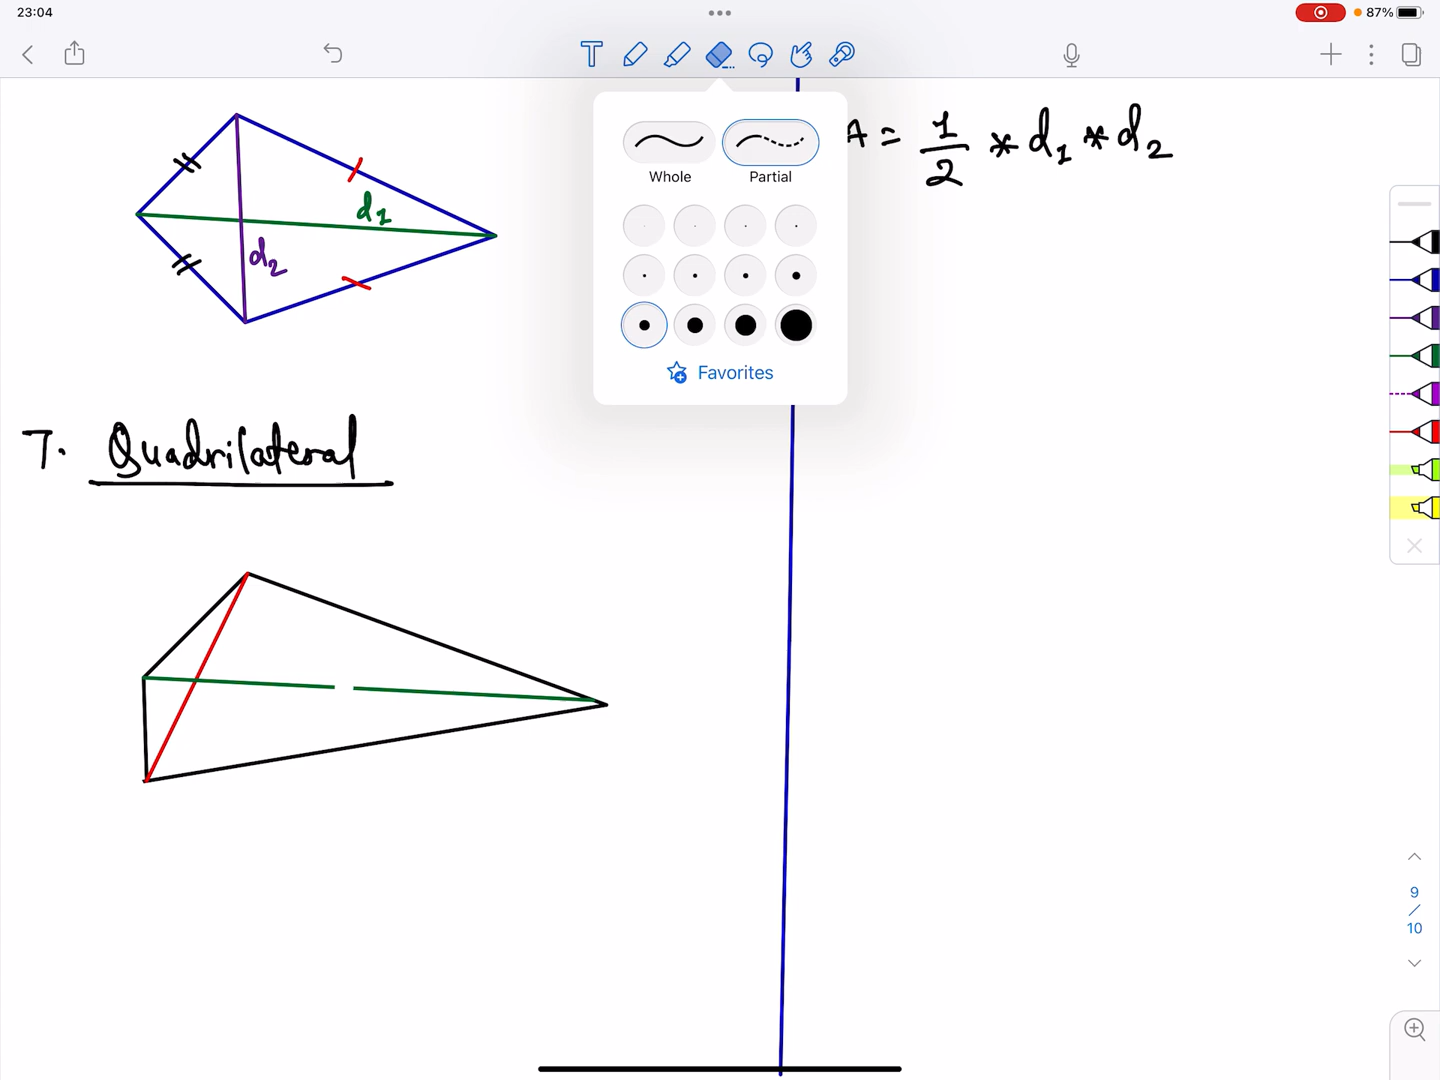 23:04
87%
T
A = 1/2 * d1 * d2
Whole
Partial
d1
d2
Favorites
7. Quadrilateral
9
/
10